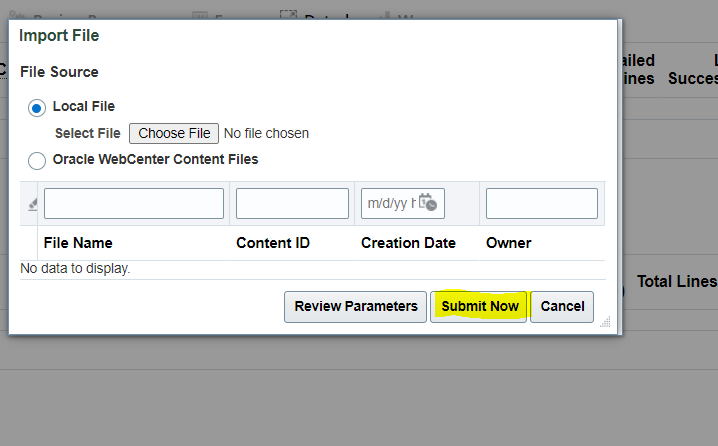 Import File
File Source
Local File
Select File Choose File No file chosen
Oracle WebCenter Content Files
m/d/yy h
File Name Content ID Creation Date Owner
No data to display.
Review Parameters Submit Now Cancel
ailed
ines Succes
Total Lines